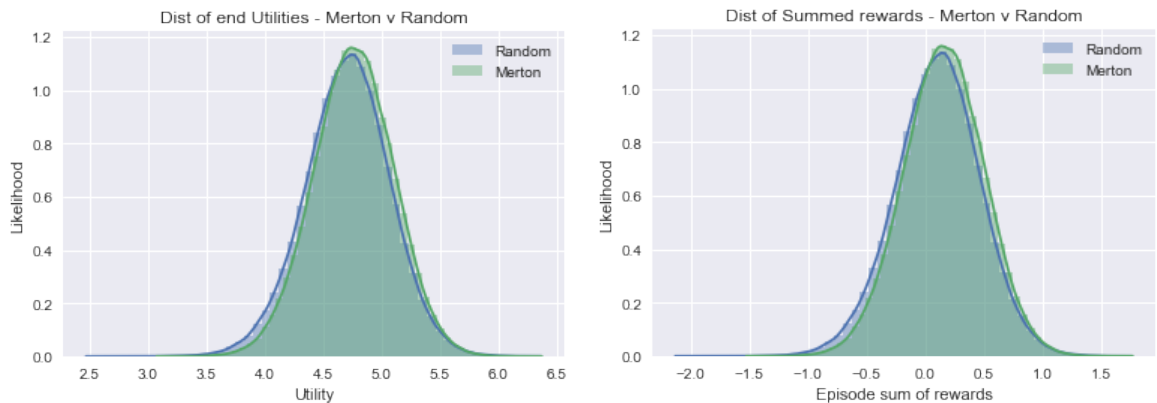 Dist of end Utilities - Merton v Random
1.2
1.0
0.8
0.6
0.4
0.2
0.0
Likelihood
Random
Merton
2.5 3.0 3.5 4.0 4.5 5.0 5.5 6.0 6.5
Utility
Dist of Summed rewards - Merton v Random
1.2
1.0
0.8
0.6
0.4
0.2
0.0
Likelihood
Random
Merton
−2.0 −1.5 −1.0 −0.5 0.0 0.5 1.0 1.5
Episode sum of rewards